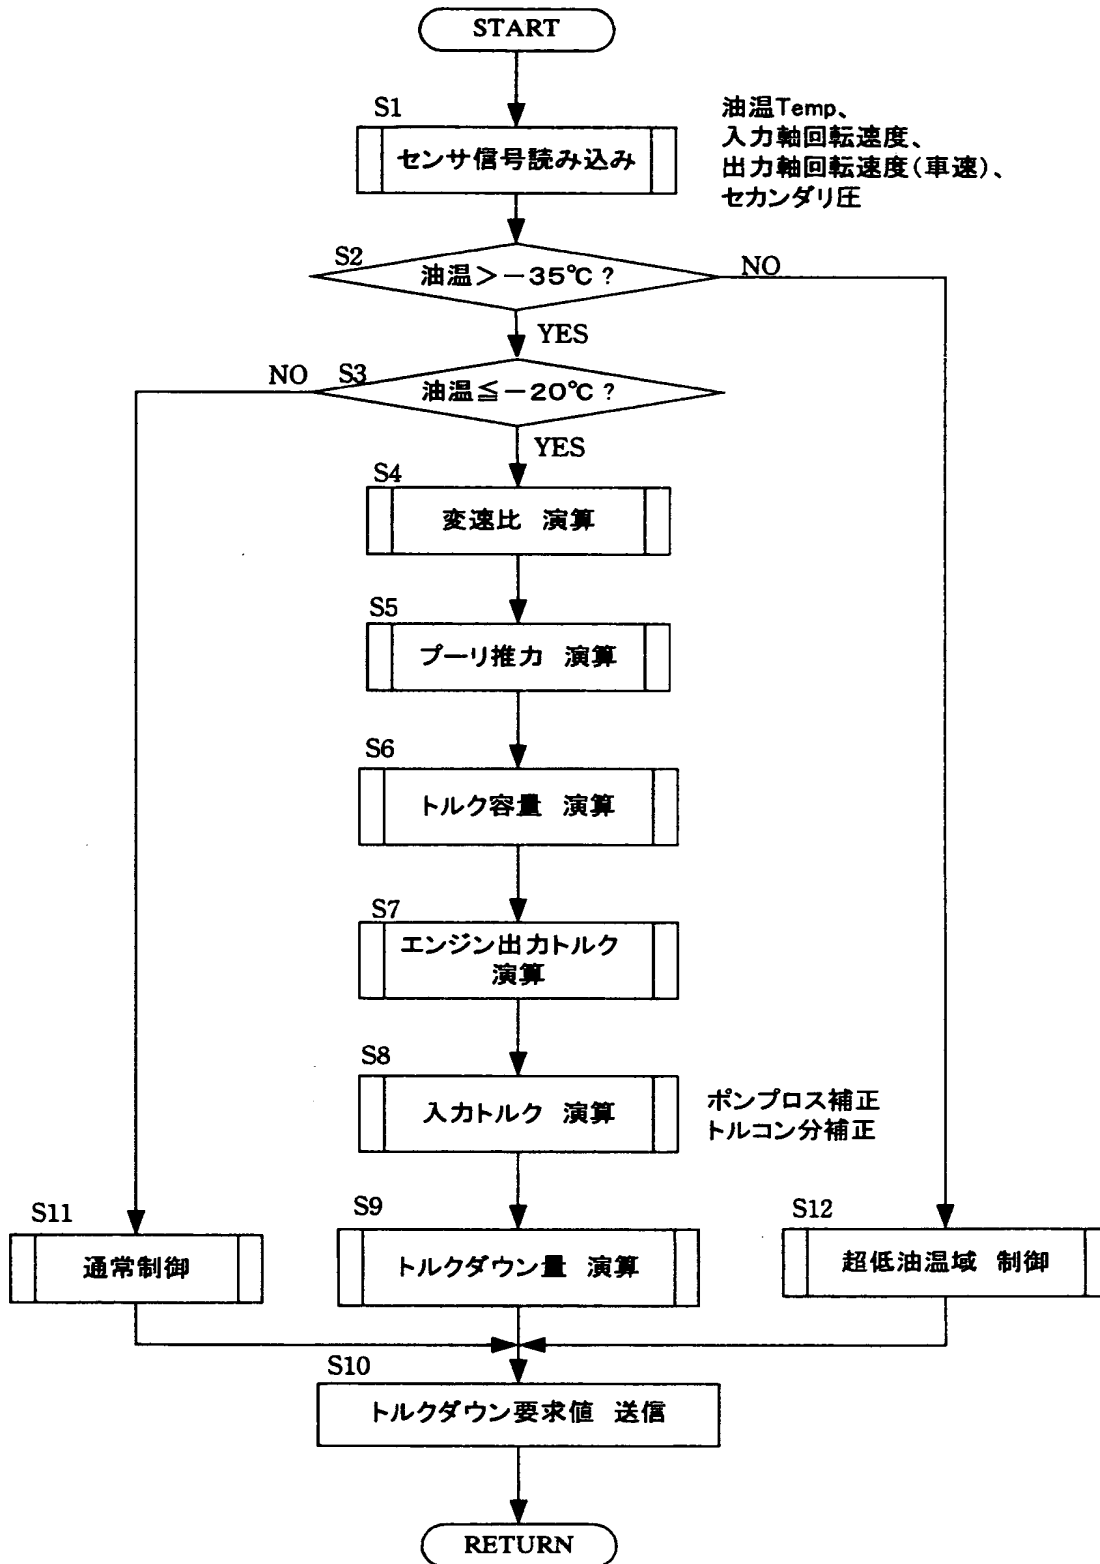 START
S1
センサ信号読み込み
油温Temp、
入力軸回転速度、
出力軸回転速度(車速)、
セカンダリ圧
S2
油温>-35℃?
NO
YES
NO
S3
油温≦-20℃?
YES
S4
変速比 演算
S5
プーリ推力 演算
S6
トルク容量 演算
S7
エンジン出力トルク
演算
S8
入力トルク 演算
ポンプロス補正
トルコン分補正
S11
通常制御
S9
トルクダウン量 演算
S12
超低油温域 制御
S10
トルクダウン要求値 送信
RETURN